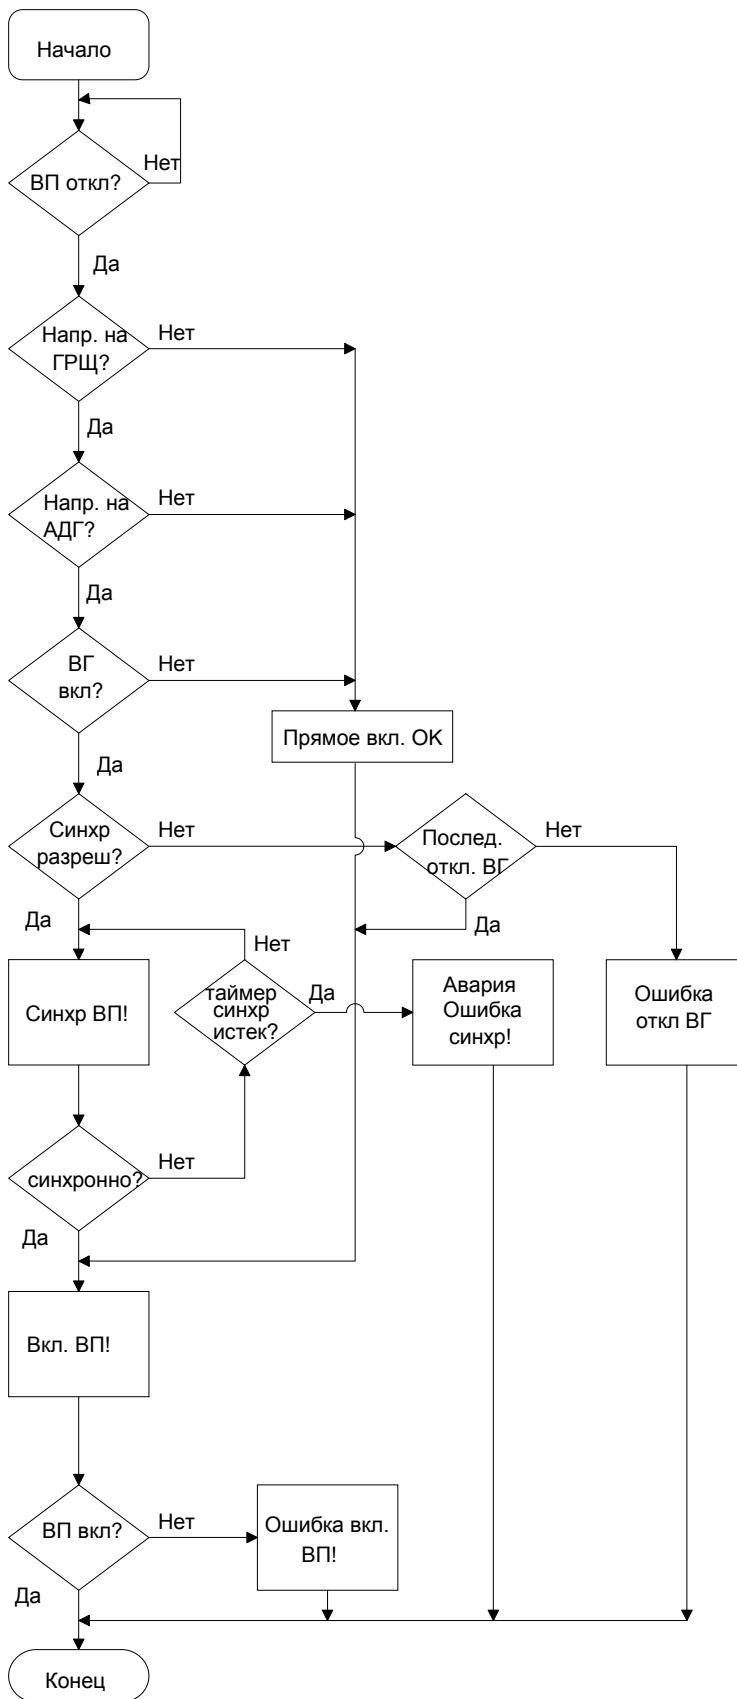 Начало
Нет
ВП откл?
Да
Напр. на
ГРЩ?
Нет
Да
Напр. на
АДГ?
Нет
Да
ВГ
вкл?
Нет
Прямое вкл. ОК
Да
Синхр
разреш?
Нет
Послед.
откл. ВГ
Нет
Да
Да
Нет
Синхр ВП!
таймер
синхр
истек?
Да
Авария
Ошибка
синхр!
Ошибка
откл ВГ
синхронно?
Нет
Да
Вкл. ВП!
ВП вкл?
Нет
Ошибка вкл.
ВП!
Да
Конец